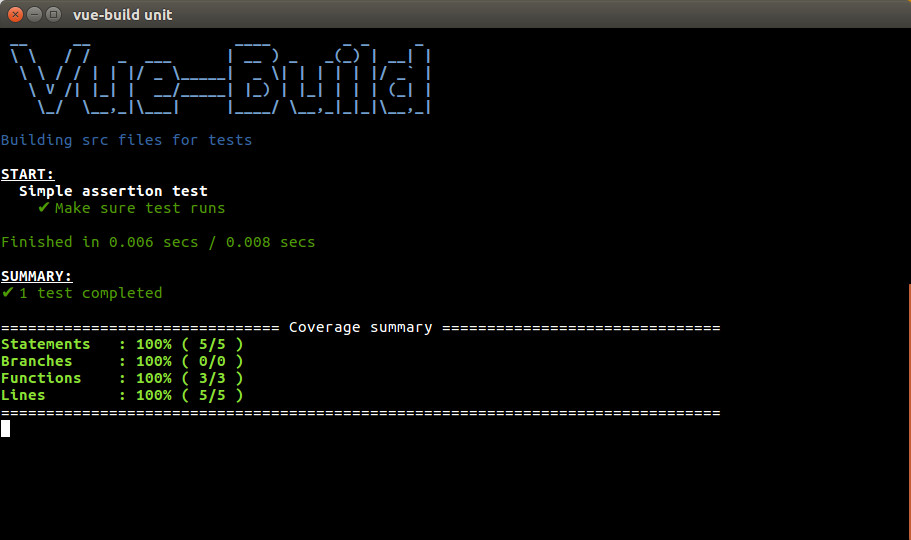 vue-build unit
Vue-Build
Building src files for tests
START:
Simple assertion test
✔ Make sure test runs
Finished in 0.006 secs / 0.008 secs
SUMMARY:
✔ 1 test completed
=============================== Coverage summary ===============================
Statements   : 100% ( 5/5 )
Branches     : 100% ( 0/0 )
Functions    : 100% ( 3/3 )
Lines        : 100% ( 5/5 )
================================================================================